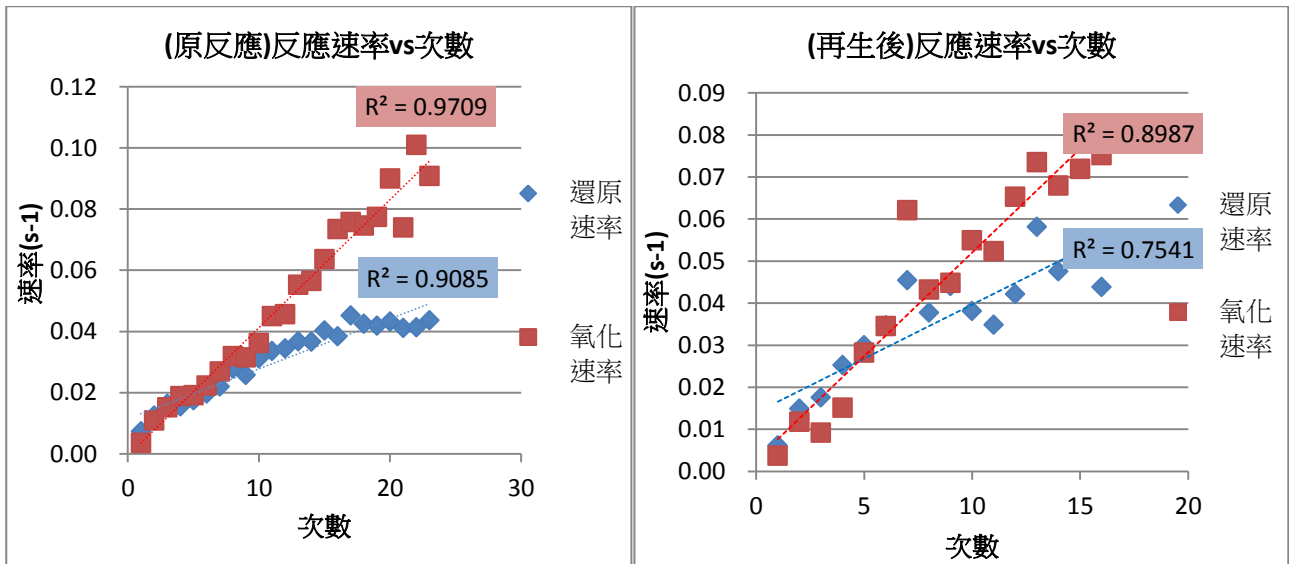 (原反應)反應速率vs次數
0.12
0.10
0.08
0.06
0.04
0.02
0.00
速率(s-1)
R² = 0.9709
R² = 0.9085
還原
速率
氧化
速率
0
10
20
30
次數
(再生後)反應速率vs次數
0.09
0.08
0.07
0.06
0.05
0.04
0.03
0.02
0.01
0.00
速率(s-1)
R² = 0.8987
R² = 0.7541
還原
速率
氧化
速率
0
5
10
15
20
次數